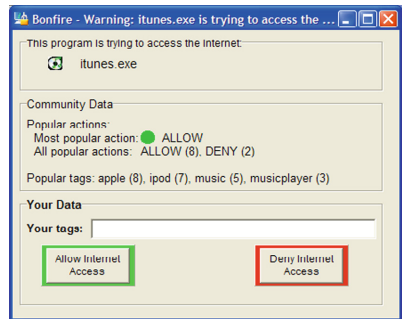 Bonfire - Warning: itunes.exe is trying to access the ...
This program is trying to access the Internet:
itunes.exe
Community Data
Popular actions:
Most popular action: ALLOW
All popular actions: ALLOW (8), DENY (2)
Popular tags: apple (8), ipod (7), music (5), musicplayer (3)
Your Data
Your tags:
Allow Internet
Access
Deny Internet
Access